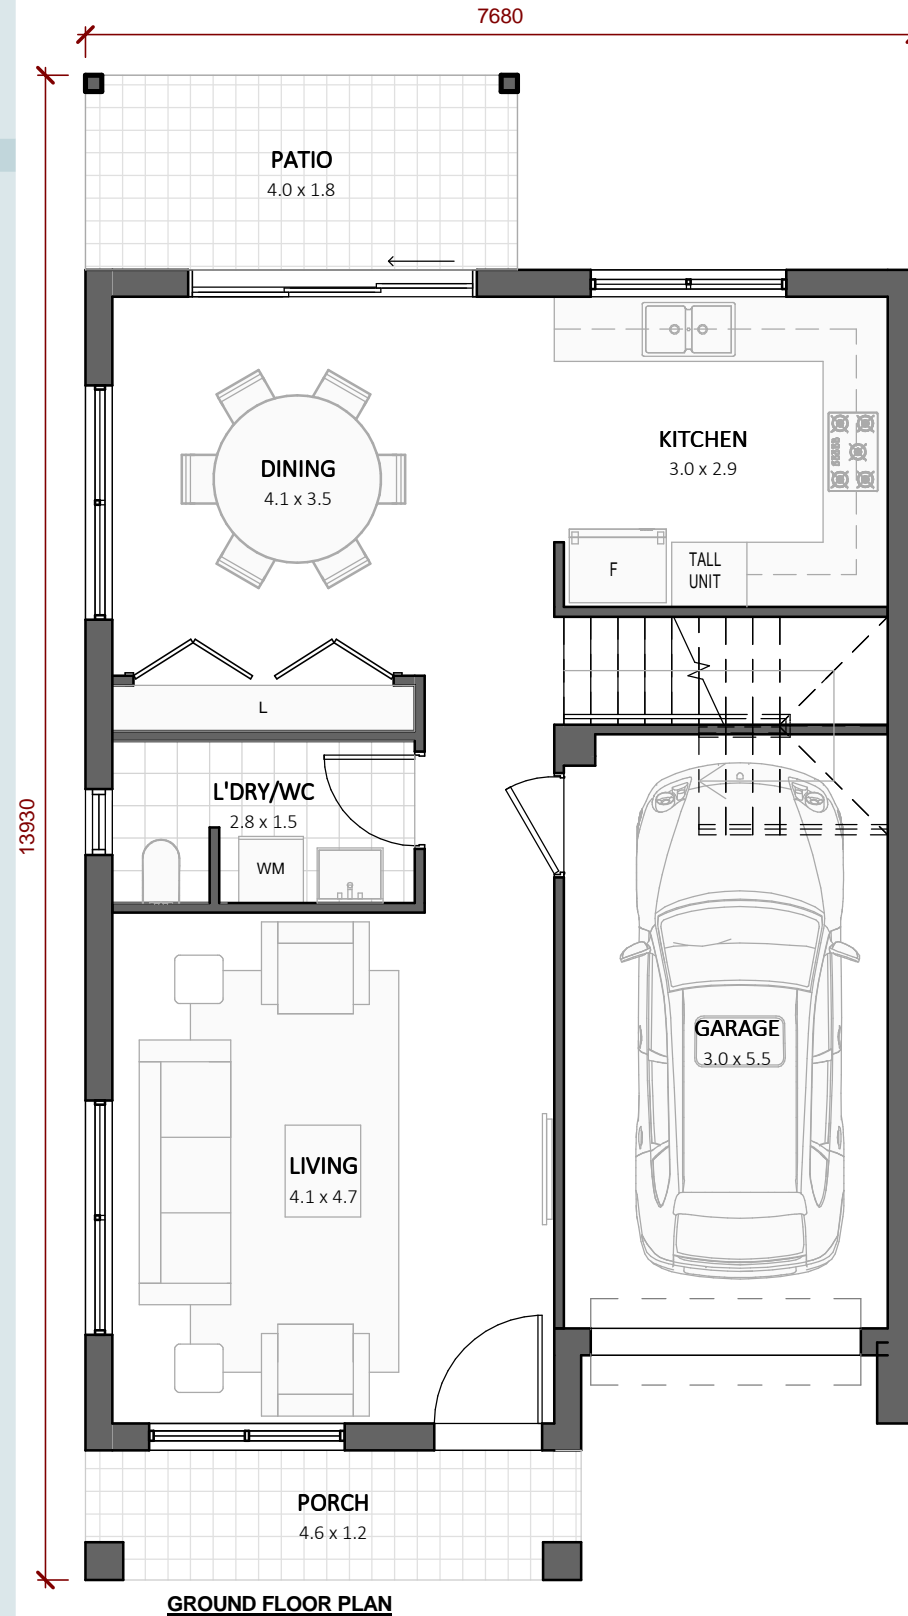 7680
PATIO
4.0 x 1.8
KITCHEN
3.0 x 2.9
DINING
4.1 x 3.5
F
TALL
UNIT
L
L'DRY/WC
2.8 x 1.5
WM
13930
GARAGE
3.0 x 5.5
LIVING
4.1 x 4.7
PORCH
4.6 x 1.2
GROUND FLOOR PLAN